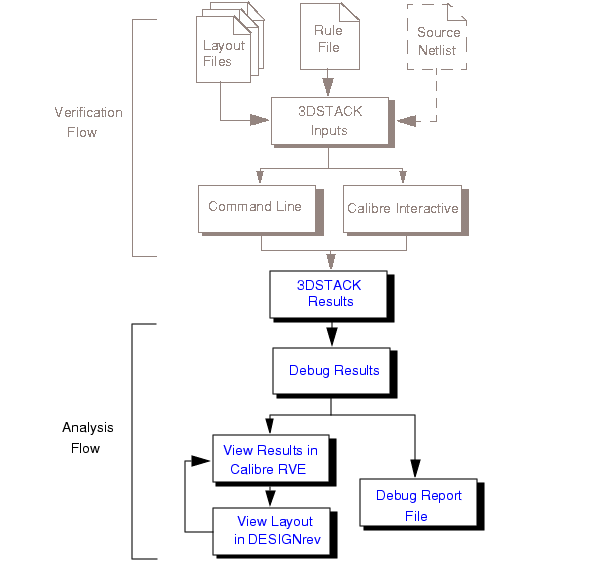 Layout
Files
Rule
File
Source
Netlist
Verification
Flow
3DSTACK
Inputs
Command Line
Calibre Interactive
3DSTACK
Results
Debug Results
Analysis
Flow
View Results in
Calibre RVE
View Layout
in DESIGNrev
Debug Report
File